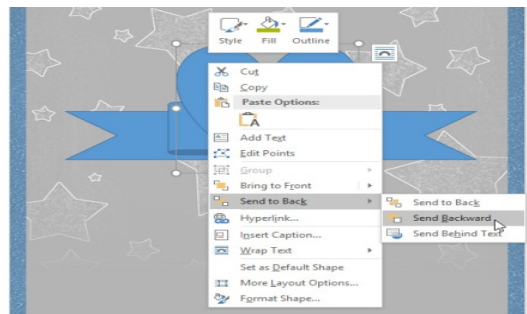 Style Fill Outline
Cut
Copy
Paste Options:
A
Add Text
Edit Points
Group
Bring to Front
Send to Back
Hyperlink...
Insert Caption...
Wrap Text
Set as Default Shape
More Layout Options...
Format Shape...
Send to Back
Send Backward
Send Behind Text